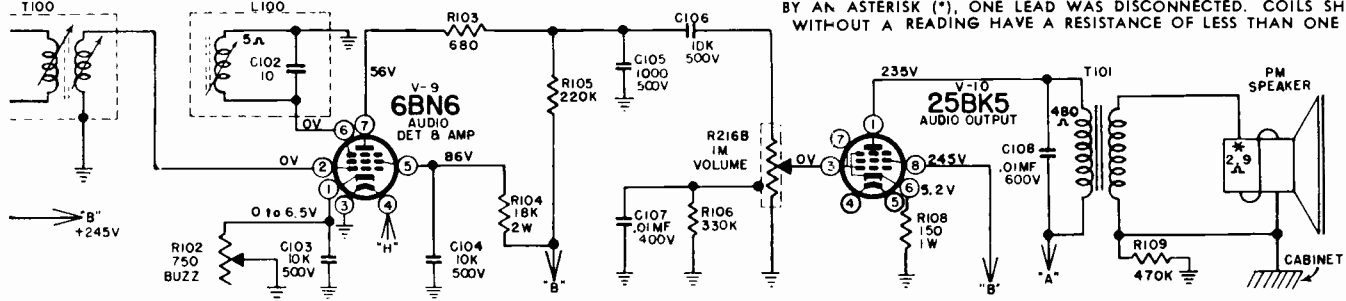 T100
L100
BY AN ASTERISK (*), ONE LEAD WAS DISCONNECTED. COILS SH
WITHOUT A READING HAVE A RESISTANCE OF LESS THAN ONE
5Ω
C102
10
0V
56V
R103
680
V-9
6BN6
AUDIO
DET & AMP
6
7
2
5
1
3
4
0V
86V
"B"
+245V
0 to 6.5V
R102
750
BUZZ
C103
10K
500V
"H"
C104
10K
500V
R104
18K
2W
R105
220K
"B"
C105
1000
500V
C106
10K
500V
R216B
1M
VOLUME
C107
.01MF
400V
R106
330K
235V
V-10
25BK5
AUDIO OUTPUT
1
7
0V
3
8
245V
6
5.2V
4
5
R108
150
1W
"B"
T101
480
Ω
C108
.01MF
600V
"A"
PM
SPEAKER
*
2.9
Ω
R109
470K
CABINET